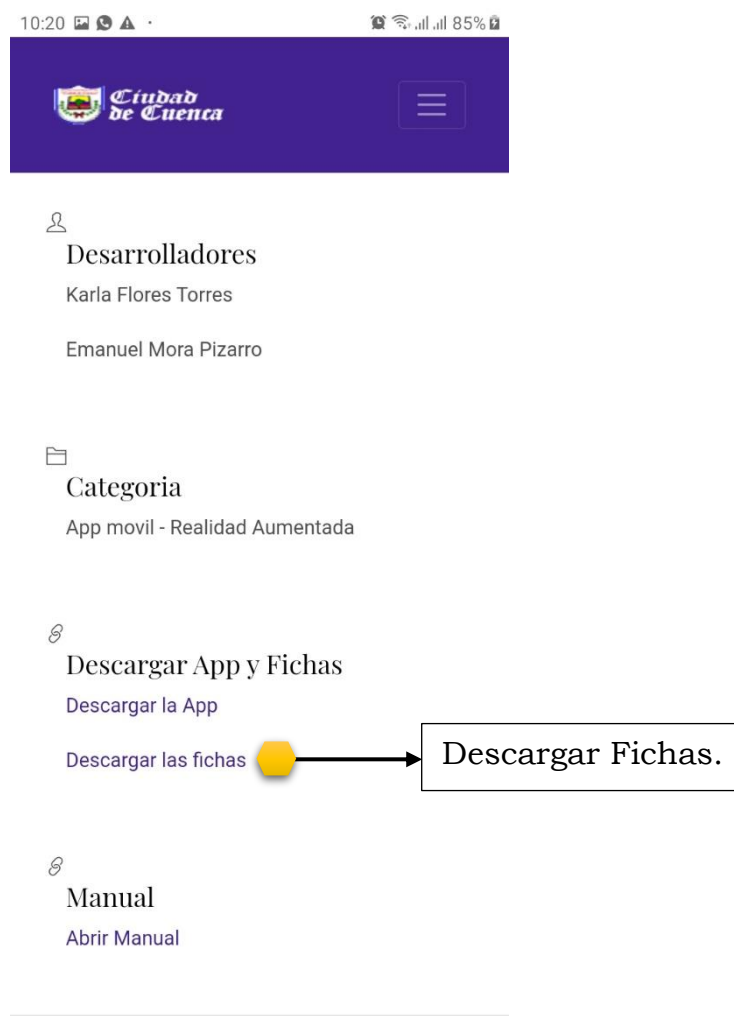 10:20
85%
Ciudad
de Cuenca
Desarrolladores
Karla Flores Torres
Emanuel Mora Pizarro
Categoria
App movil - Realidad Aumentada
Descargar App y Fichas
Descargar la App
Descargar las fichas
Descargar Fichas.
Manual
Abrir Manual